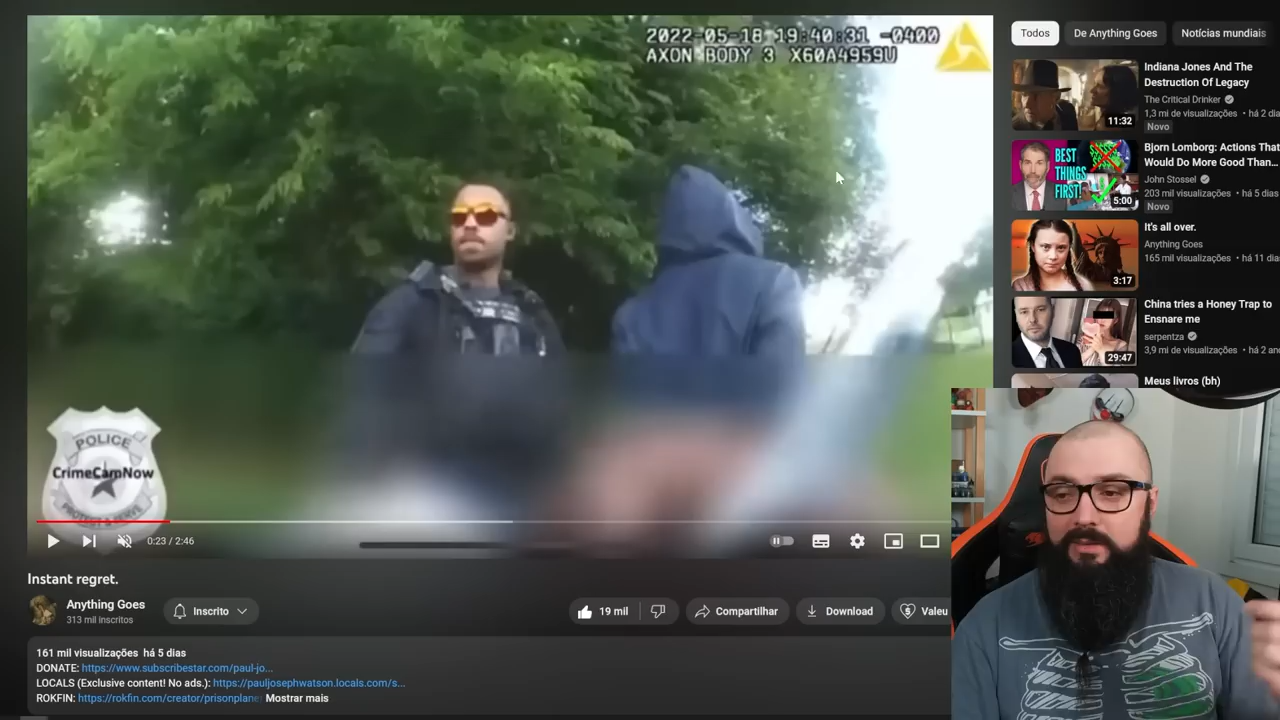 2022-05-18 19:40:31 -0400
AXON BODY 3 X60A4959U
POLICE
CrimeCamNow
PROTECT & SERVE
0:23 / 2:46
Instant regret.
Anything Goes
313 mil inscritos
Inscrito
19 mil
Compartilhar
Download
Valeu
161 mil visualizações há 5 dias
DONATE: https://www.subscribestar.com/paul-jo...
LOCALS (Exclusive content! No ads.): https://pauljosephwatson.locals.com/s...
ROKFIN: https://rokfin.com/creator/prisonplane Mostrar mais
Todos
De Anything Goes
Notícias mundiais
Indiana Jones And The
Destruction Of Legacy
The Critical Drinker
1,3 mi de visualizações • há 2 dia
Novo
11:32
Bjorn Lomborg: Actions That
Would Do More Good Than...
John Stossel
203 mil visualizações • há 5 dias
Novo
BEST
THINGS
FIRST!
5:00
It's all over.
Anything Goes
165 mil visualizações • há 11 dia
3:17
China tries a Honey Trap to
Ensnare me
serpentza
3,9 mi de visualizações • há 2 an
29:47
Meus livros (bh)